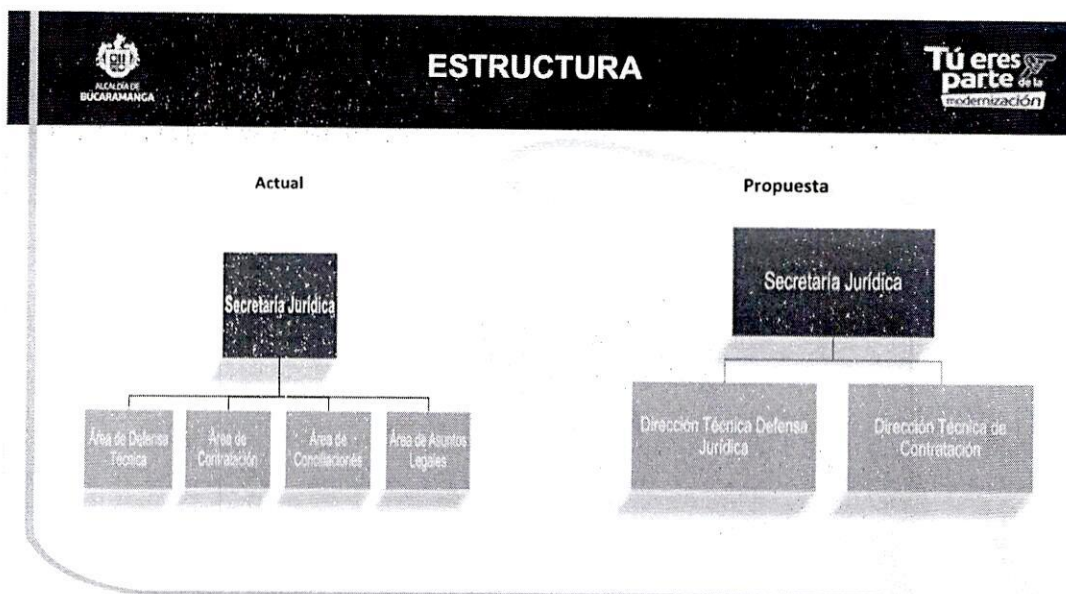 ALCALDÍA DE
BUCARAMANGA
ESTRUCTURA
Tú eres
parte de la
modernización
Actual
Secretaría Jurídica
Área de Defensa
Técnica
Área de
Contratación
Área de
Conciliaciones
Área de Asuntos
Legales
Propuesta
Secretaría Jurídica
Dirección Técnica Defensa
Jurídica
Dirección Técnica de
Contratación